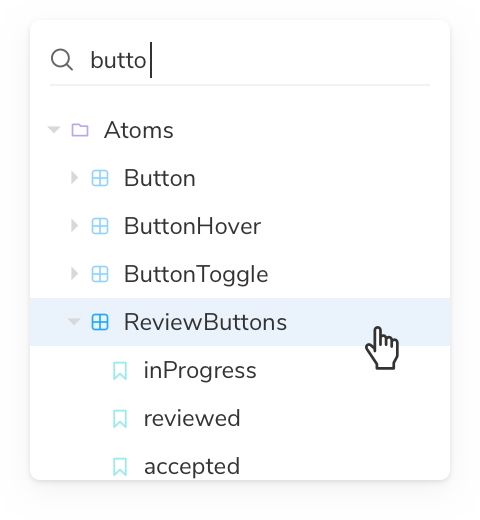 butto
Atoms
Button
ButtonHover
ButtonToggle
ReviewButtons
inProgress
reviewed
accepted